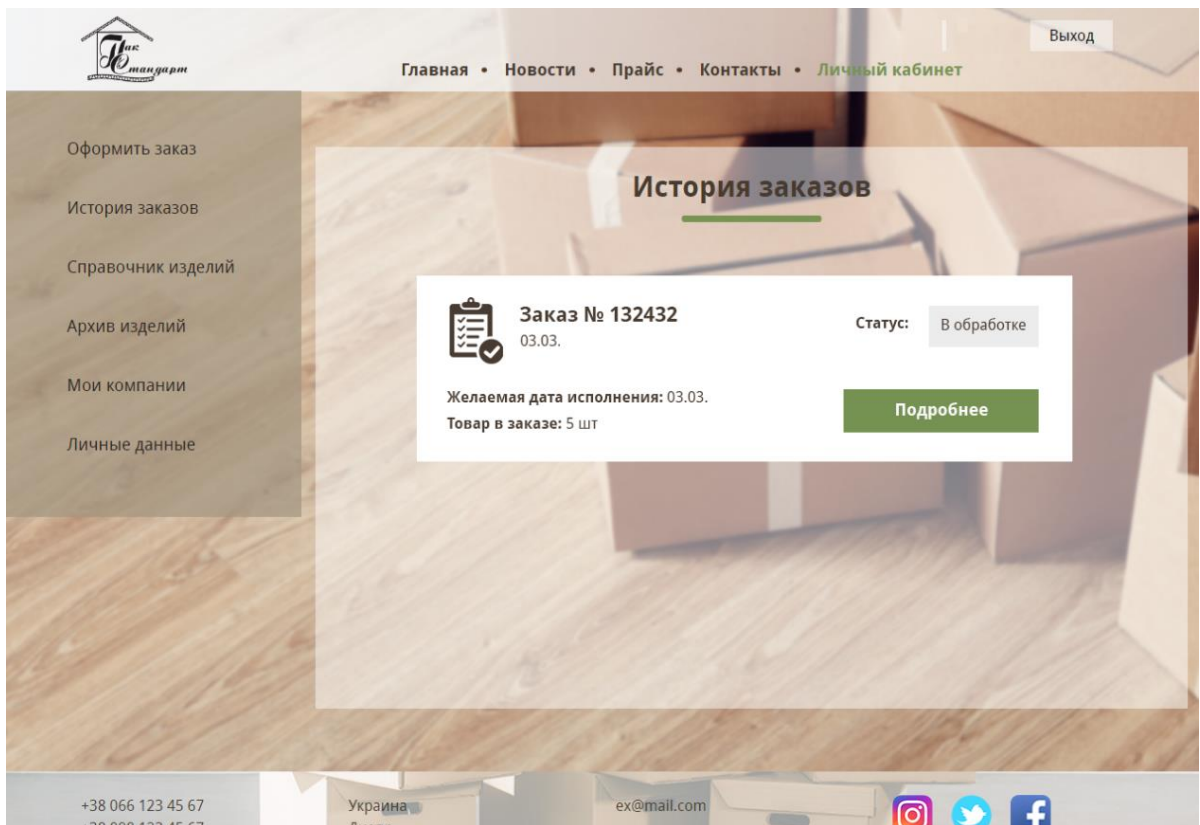 Пак
Стандарт
Выход
Главная • Новости • Прайс • Контакты • Личный кабинет
Оформить заказ
История заказов
Справочник изделий
Архив изделий
Мои компании
Личные данные
История заказов
Заказ № 132432
03.03.
Статус: В обработке
Желаемая дата исполнения: 03.03.
Товар в заказе: 5 шт
Подробнее
+38 066 123 45 67
Украина
ex@mail.com